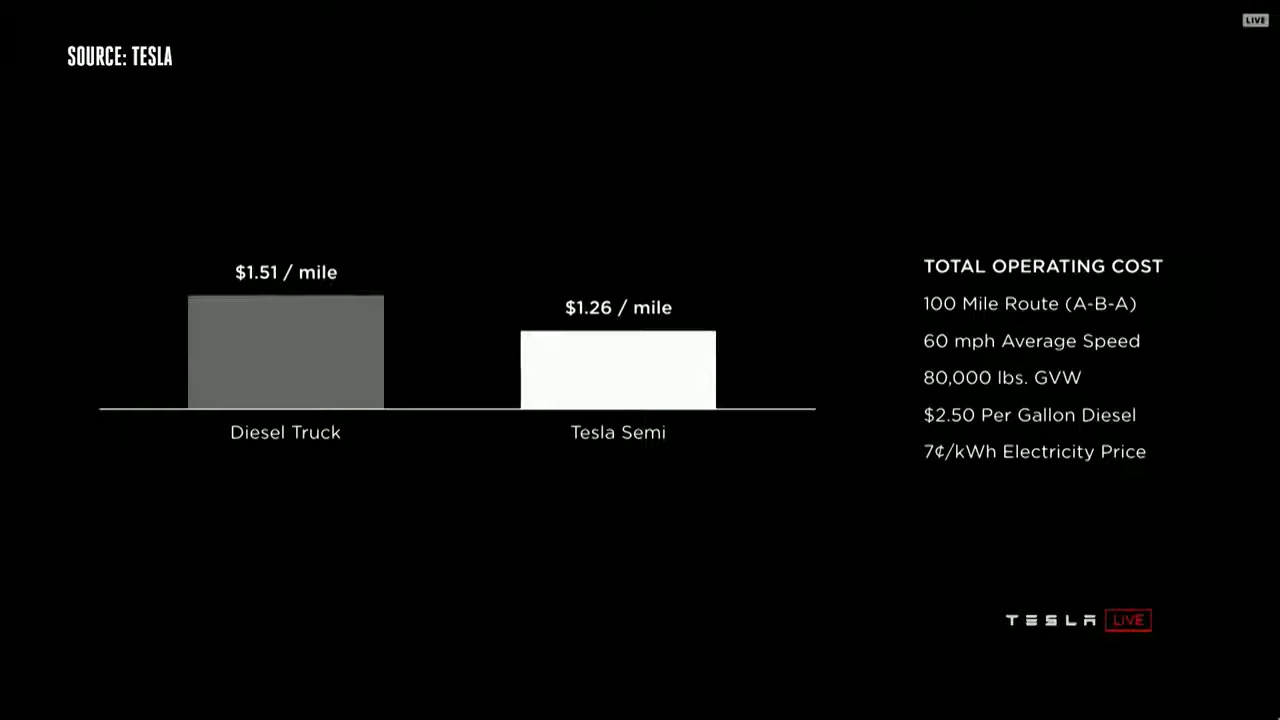 LIVE
SOURCE: TESLA
$1.51 / mile
$1.26 / mile
Diesel Truck
Tesla Semi
TOTAL OPERATING COST
100 Mile Route (A-B-A)
60 mph Average Speed
80,000 lbs. GVW
$2.50 Per Gallon Diesel
7¢/kWh Electricity Price
TESLA LIVE